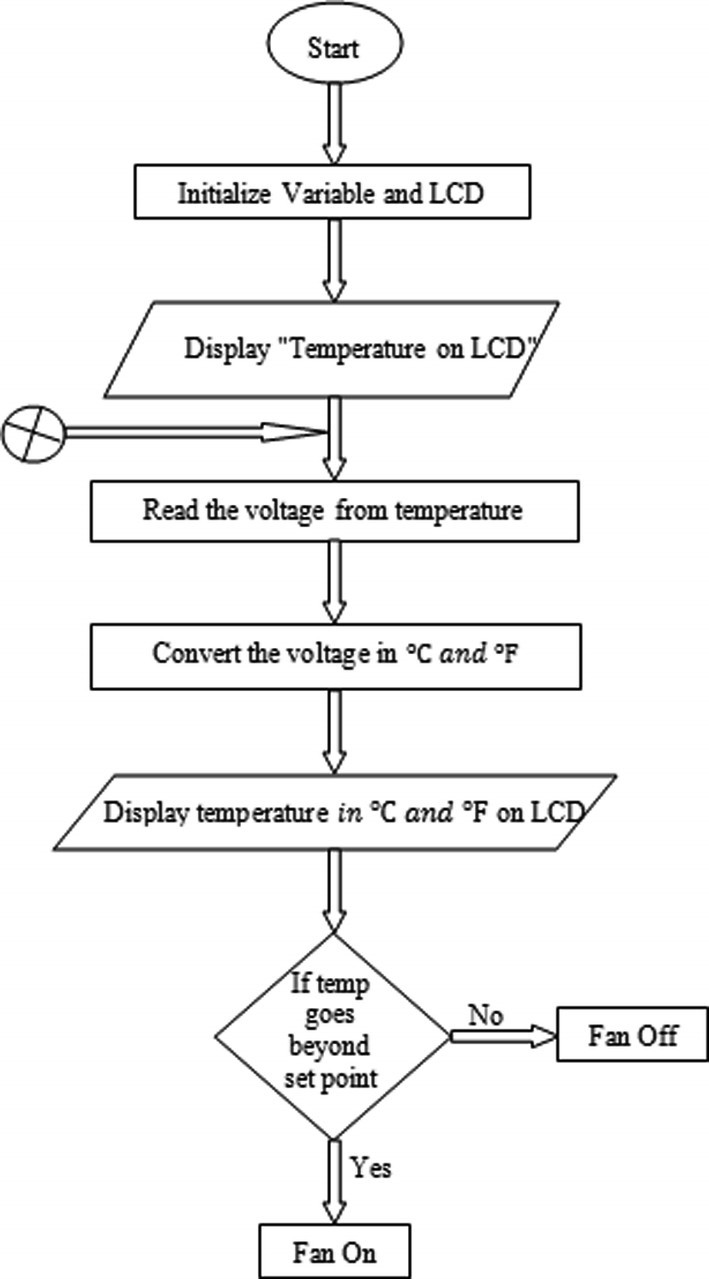 Start
Initialize Variable and LCD
Display "Temperature on LCD"
Read the voltage from temperature
Convert the voltage in °C and °F
Display temperature in °C and °F on LCD
If temp
goes
beyond
set point
No
Fan Off
Yes
Fan On